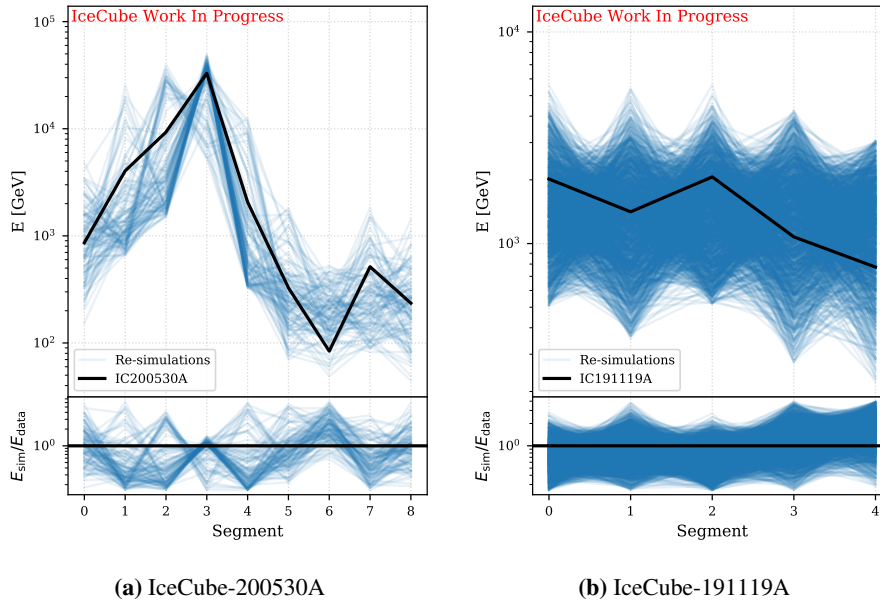 IceCube Work In Progress
10^5
10^4
10^3
10^2
E [GeV]
Re-simulations
IC200530A
10^0
E_sim/E_data
0 1 2 3 4 5 6 7 8
Segment
(a) IceCube-200530A
IceCube Work In Progress
10^4
10^3
E [GeV]
Re-simulations
IC191119A
10^0
E_sim/E_data
0 1 2 3 4
Segment
(b) IceCube-191119A